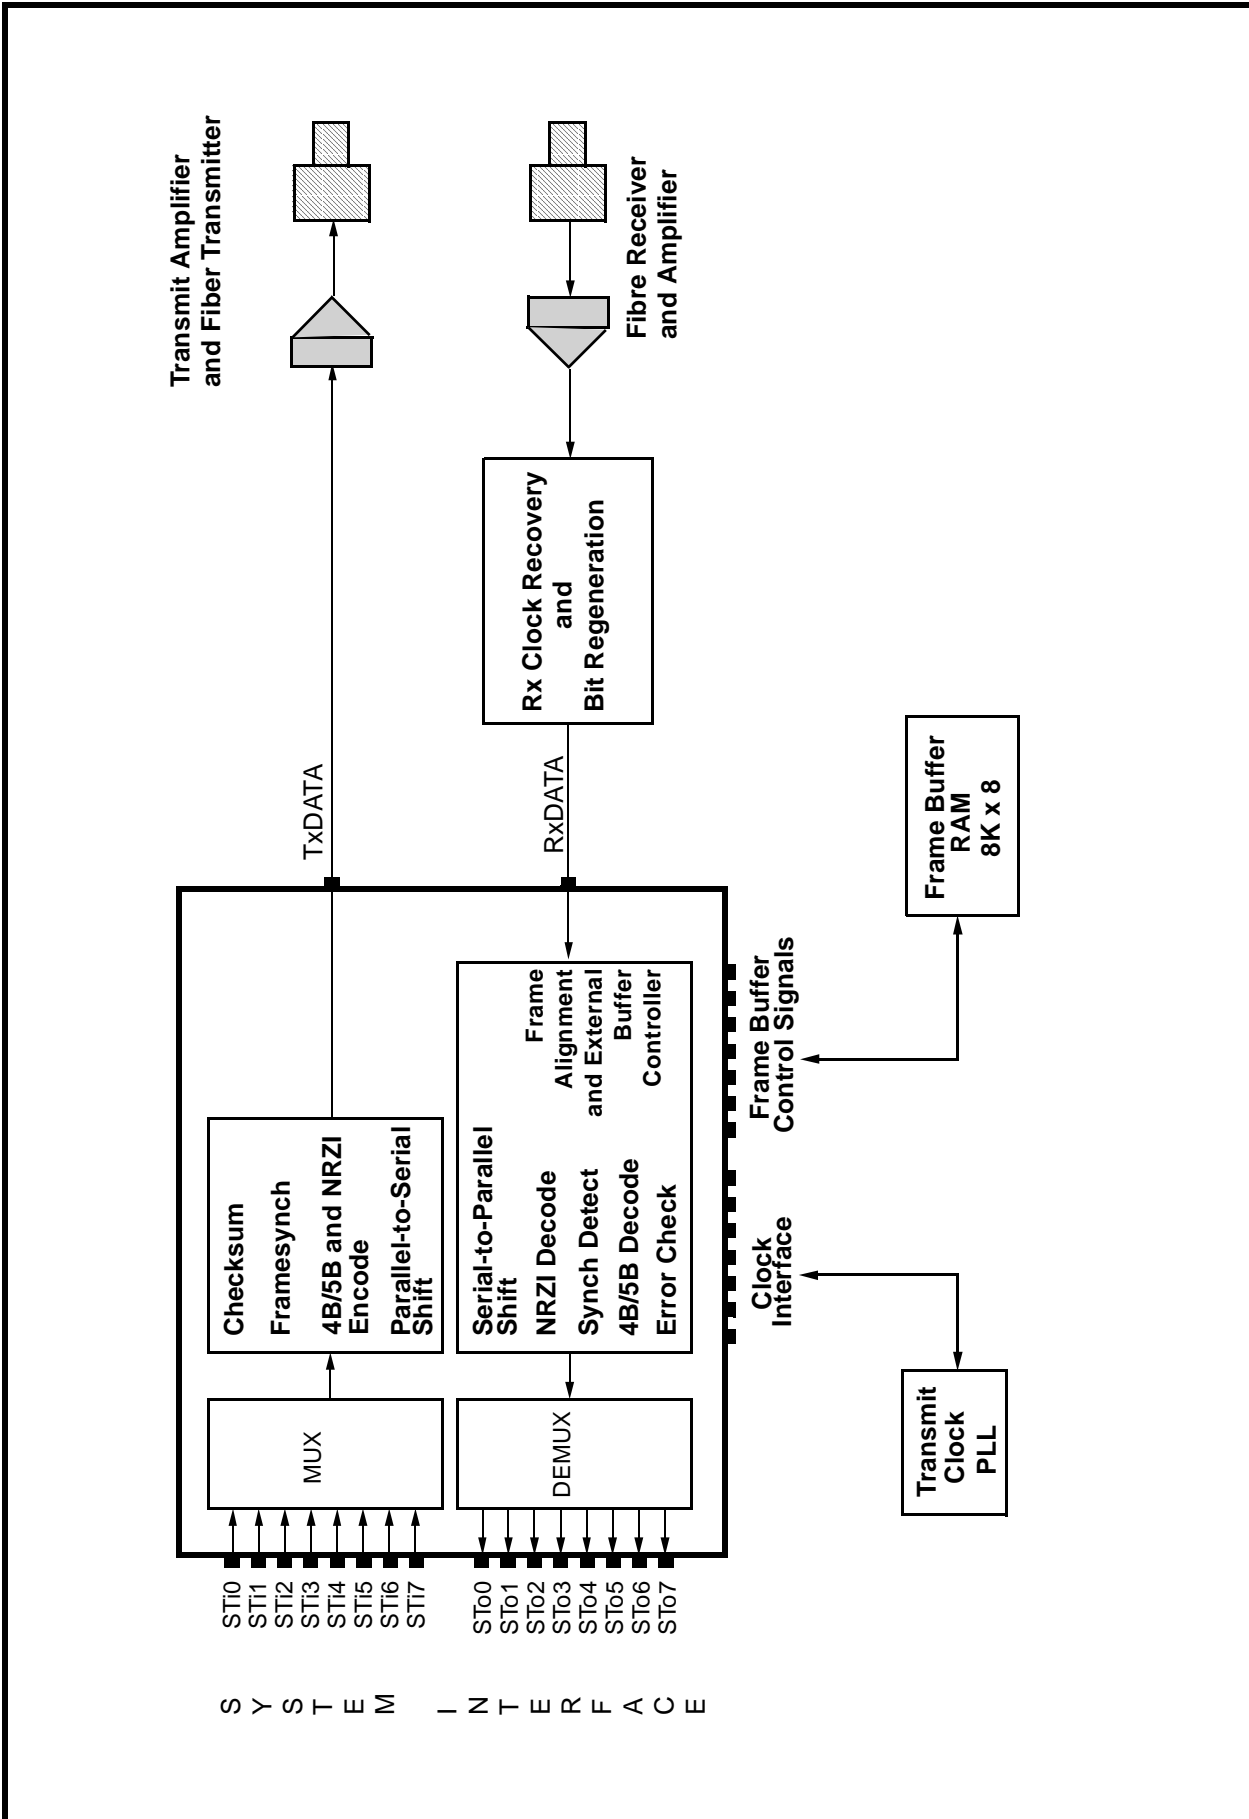 Transmit Amplifier
and Fiber Transmitter
Fibre Receiver
and Amplifier
Rx Clock Recovery
and
Bit Regeneration
TxDATA
RxDATA
Frame Buffer
RAM
8K x 8
Frame Buffer
Control Signals
Clock
Interface
Transmit
Clock
PLL
Checksum
Framesynch
4B/5B and NRZI
Encode
Parallel-to-Serial
Shift
Serial-to-Parallel
Shift
NRZI Decode
Synch Detect
4B/5B Decode
Error Check
Frame
Alignment
and External
Buffer
Controller
MUX
DEMUX
STi0
STi1
STi2
STi3
STi4
STi5
STi6
STi7
STo0
STo1
STo2
STo3
STo4
STo5
STo6
STo7
S Y S T E M I N T E R F A C E